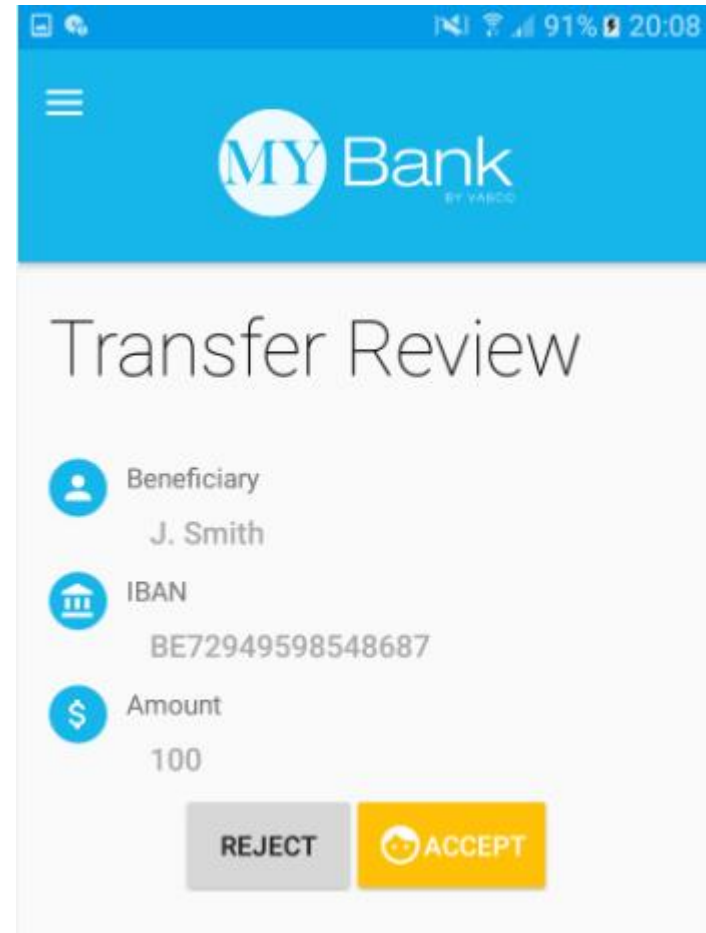 91% 20:08
MY Bank
BY VASCO
Transfer Review
Beneficiary
J. Smith
IBAN
BE72949598548687
Amount
100
REJECT ACCEPT